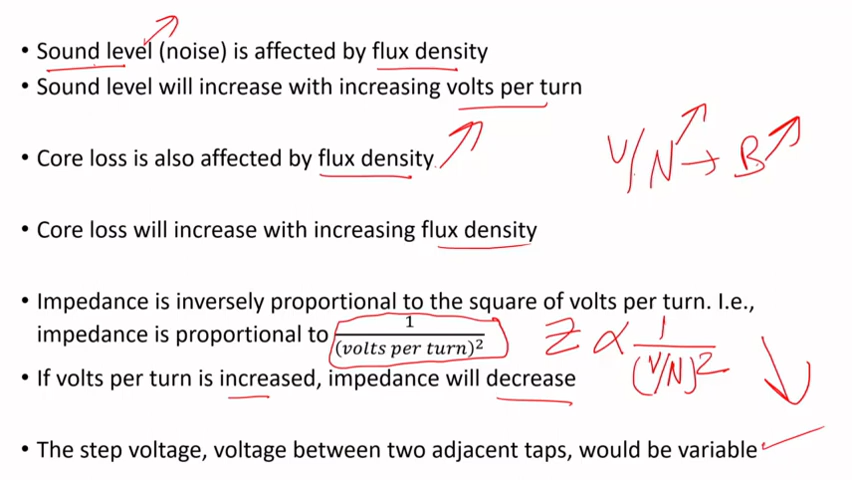 • Sound level (noise) is affected by flux density
• Sound level will increase with increasing volts per turn
• Core loss is also affected by flux density
V/N → B
• Core loss will increase with increasing flux density
• Impedance is inversely proportional to the square of volts per turn. I.e.,
impedance is proportional to 1/(volts per turn)²
Z ∝ 1/(V/N)²
• If volts per turn is increased, impedance will decrease
• The step voltage, voltage between two adjacent taps, would be variable